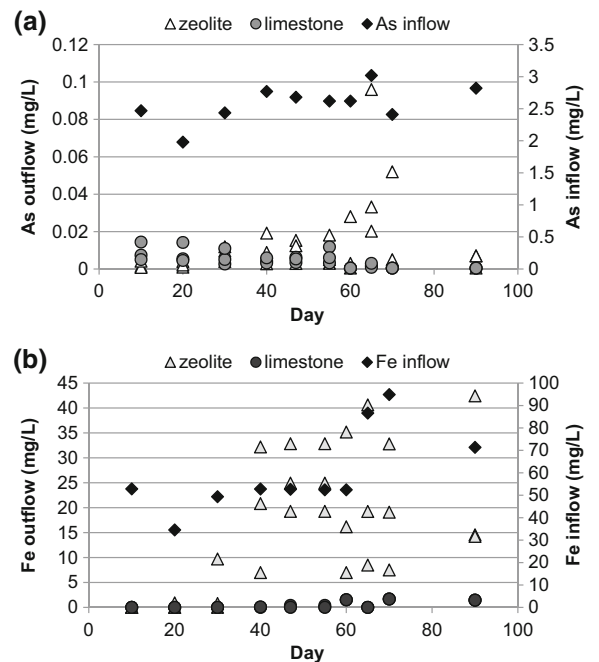 (a)
zeolite limestone As inflow
0.12 3.5
0.1 3
0.08 2.5
0.06 2
0.04 1.5
0.02 1
0 0.5
0
As outflow (mg/L)
As inflow (mg/L)
0 20 40 60 80 100
Day
(b)
zeolite limestone Fe inflow
45 100
40 90
35 80
30 70
25 60
20 50
15 40
10 30
5 20
0 10
0
Fe outflow (mg/L)
Fe inflow (mg/L)
0 20 40 60 80 100
Day